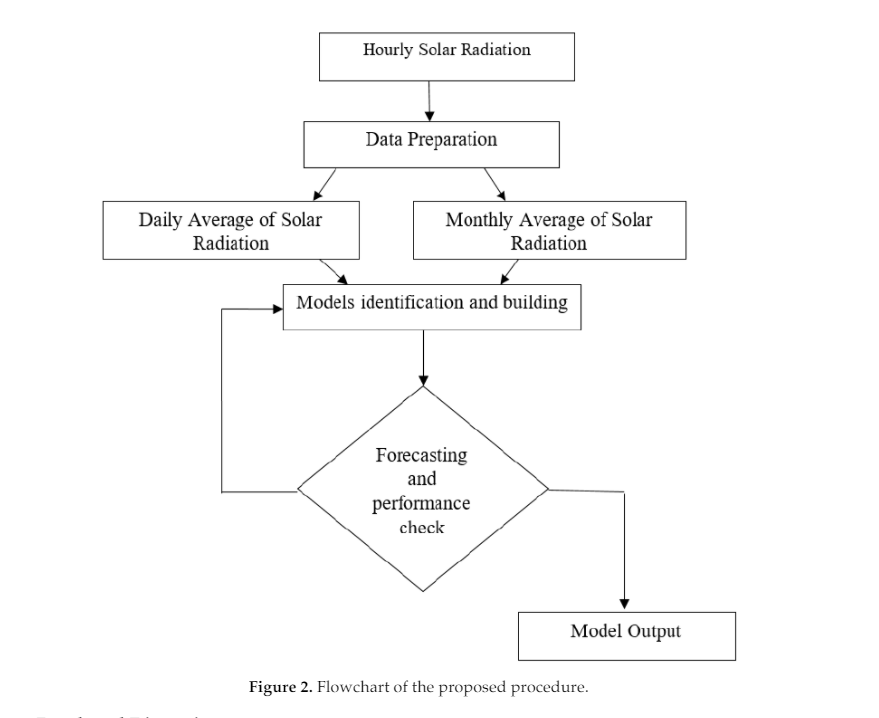 Hourly Solar Radiation
Data Preparation
Daily Average of Solar
Radiation
Monthly Average of Solar
Radiation
Models identification and building
Forecasting
and
performance
check
Model Output
Figure 2. Flowchart of the proposed procedure.